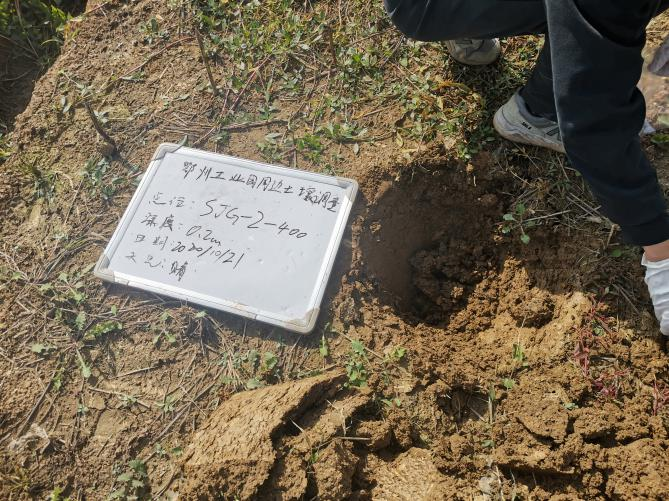 鄂州工业园周边土壤调查
点位：SJG-2-400
深度：0.2m
日期：2020/10/21
天气：晴